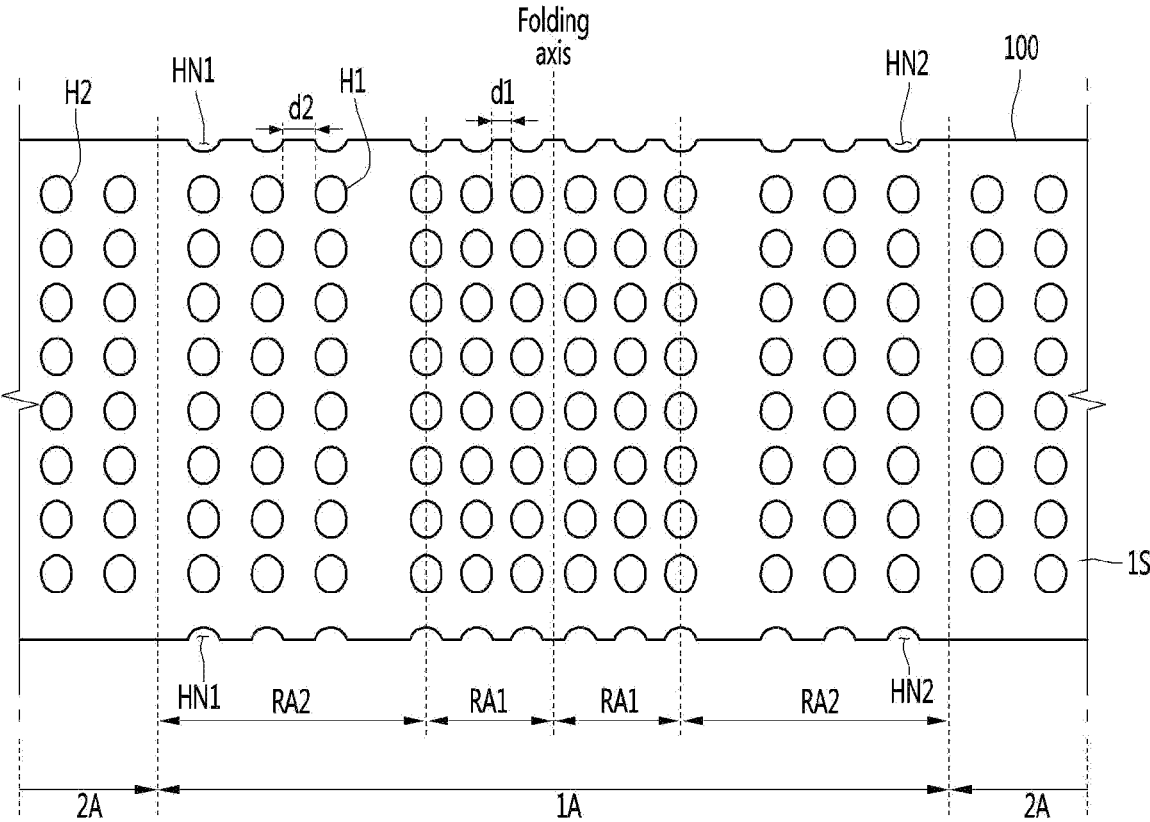 Folding
axis
HN1
HN2
100
H2
d2
H1
d1
1S
HN1
HN2
RA2
RA1
RA1
RA2
2A
1A
2A